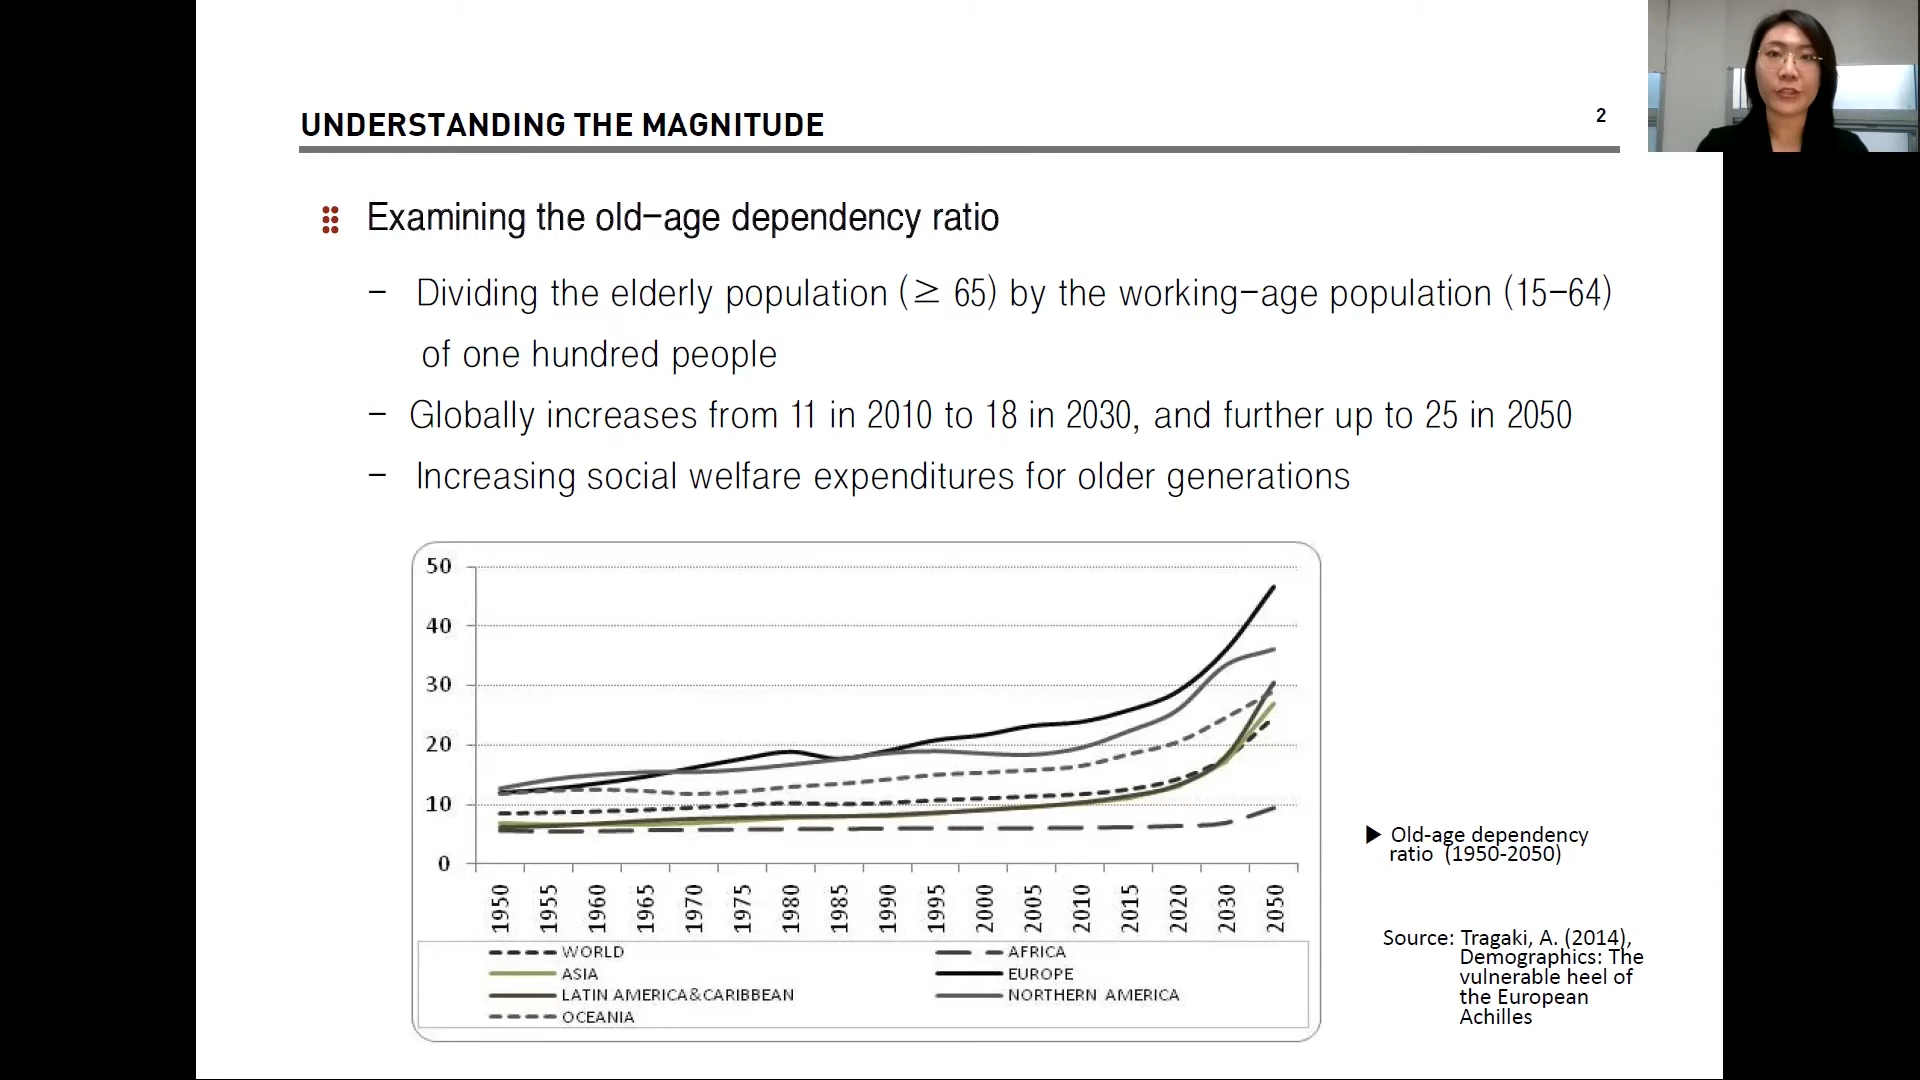 UNDERSTANDING THE MAGNITUDE
2
Examining the old-age dependency ratio
- Dividing the elderly population (≥ 65) by the working-age population (15-64)
of one hundred people
- Globally increases from 11 in 2010 to 18 in 2030, and further up to 25 in 2050
- Increasing social welfare expenditures for older generations
50
40
30
20
10
0
1950 1955 1960 1965 1970 1975 1980 1985 1990 1995 2000 2005 2010 2015 2020 2030 2050
WORLD AFRICA
ASIA EUROPE
LATIN AMERICA&CARIBBEAN NORTHERN AMERICA
OCEANIA
▶ Old-age dependency
ratio (1950-2050)
Source: Tragaki, A. (2014),
Demographics: The
vulnerable heel of
the European
Achilles